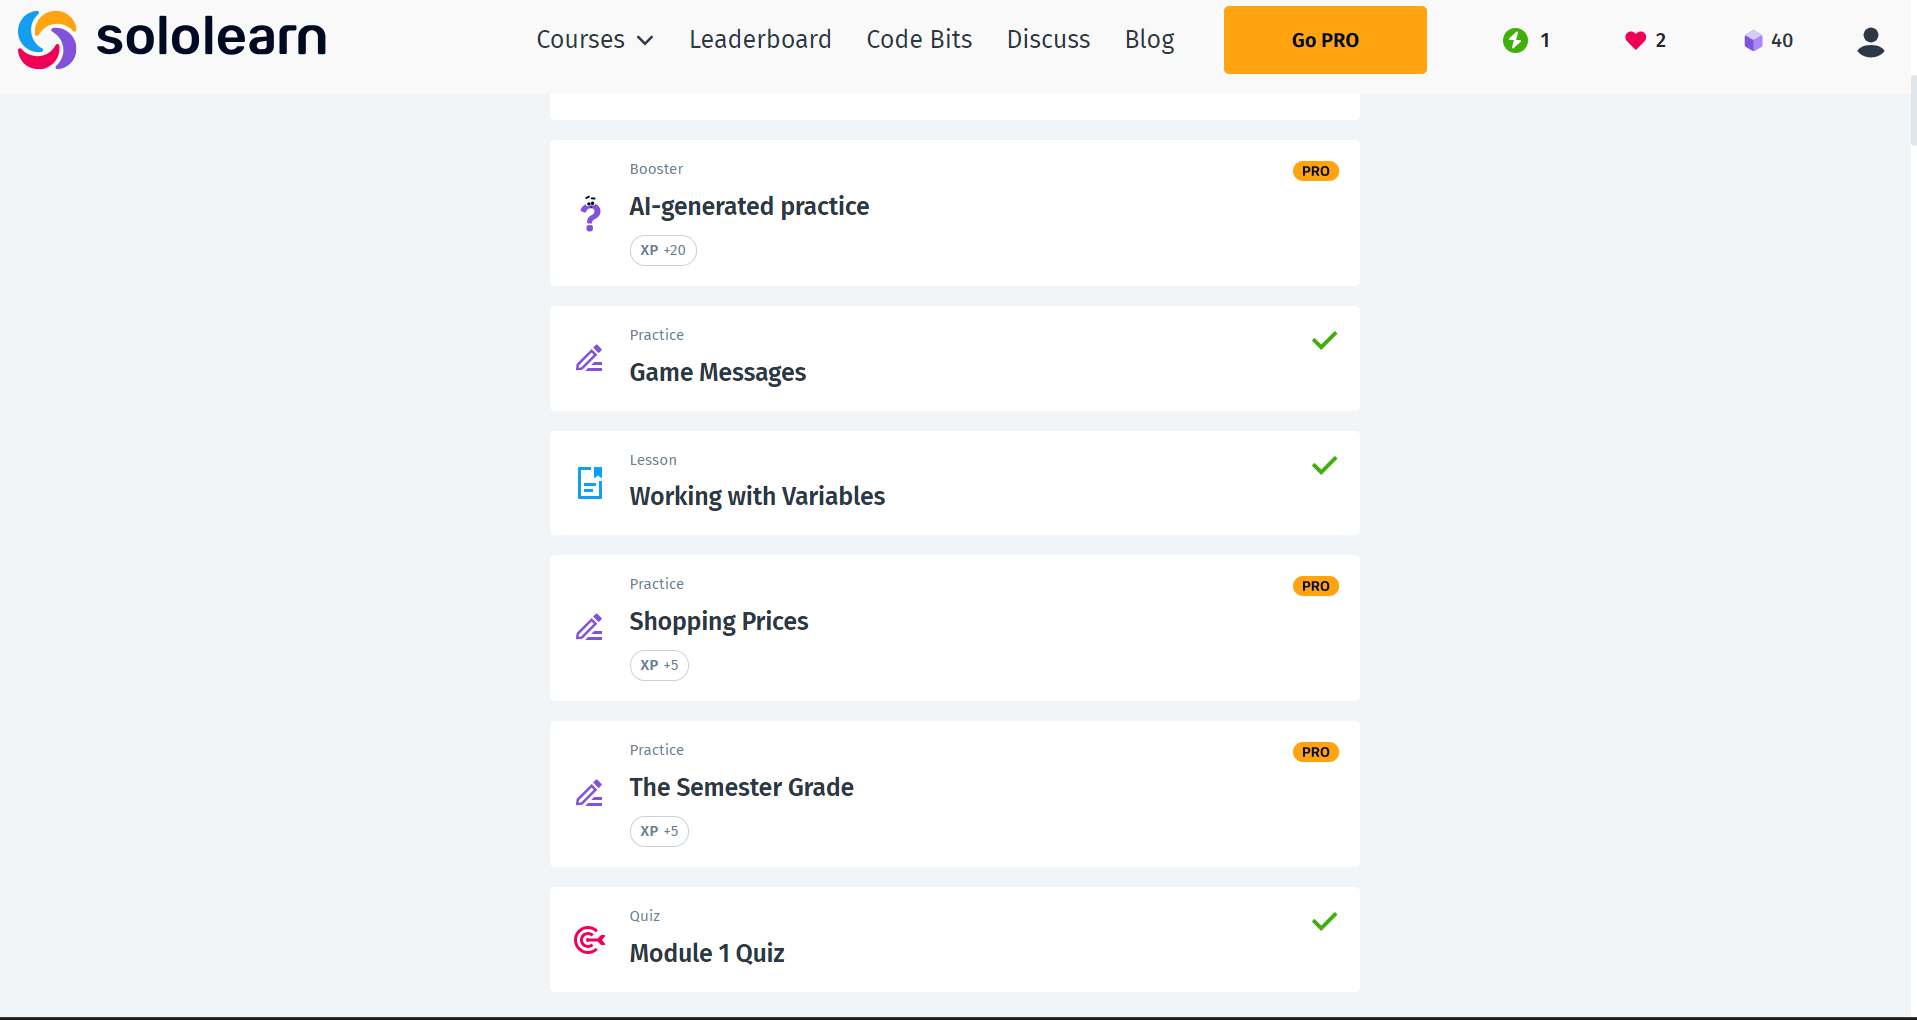 sololearn
Courses Leaderboard Code Bits Discuss Blog Go PRO 1 2 40
Booster PRO
AI-generated practice
XP +20
Practice
Game Messages
Lesson
Working with Variables
Practice PRO
Shopping Prices
XP +5
Practice PRO
The Semester Grade
XP +5
Quiz
Module 1 Quiz